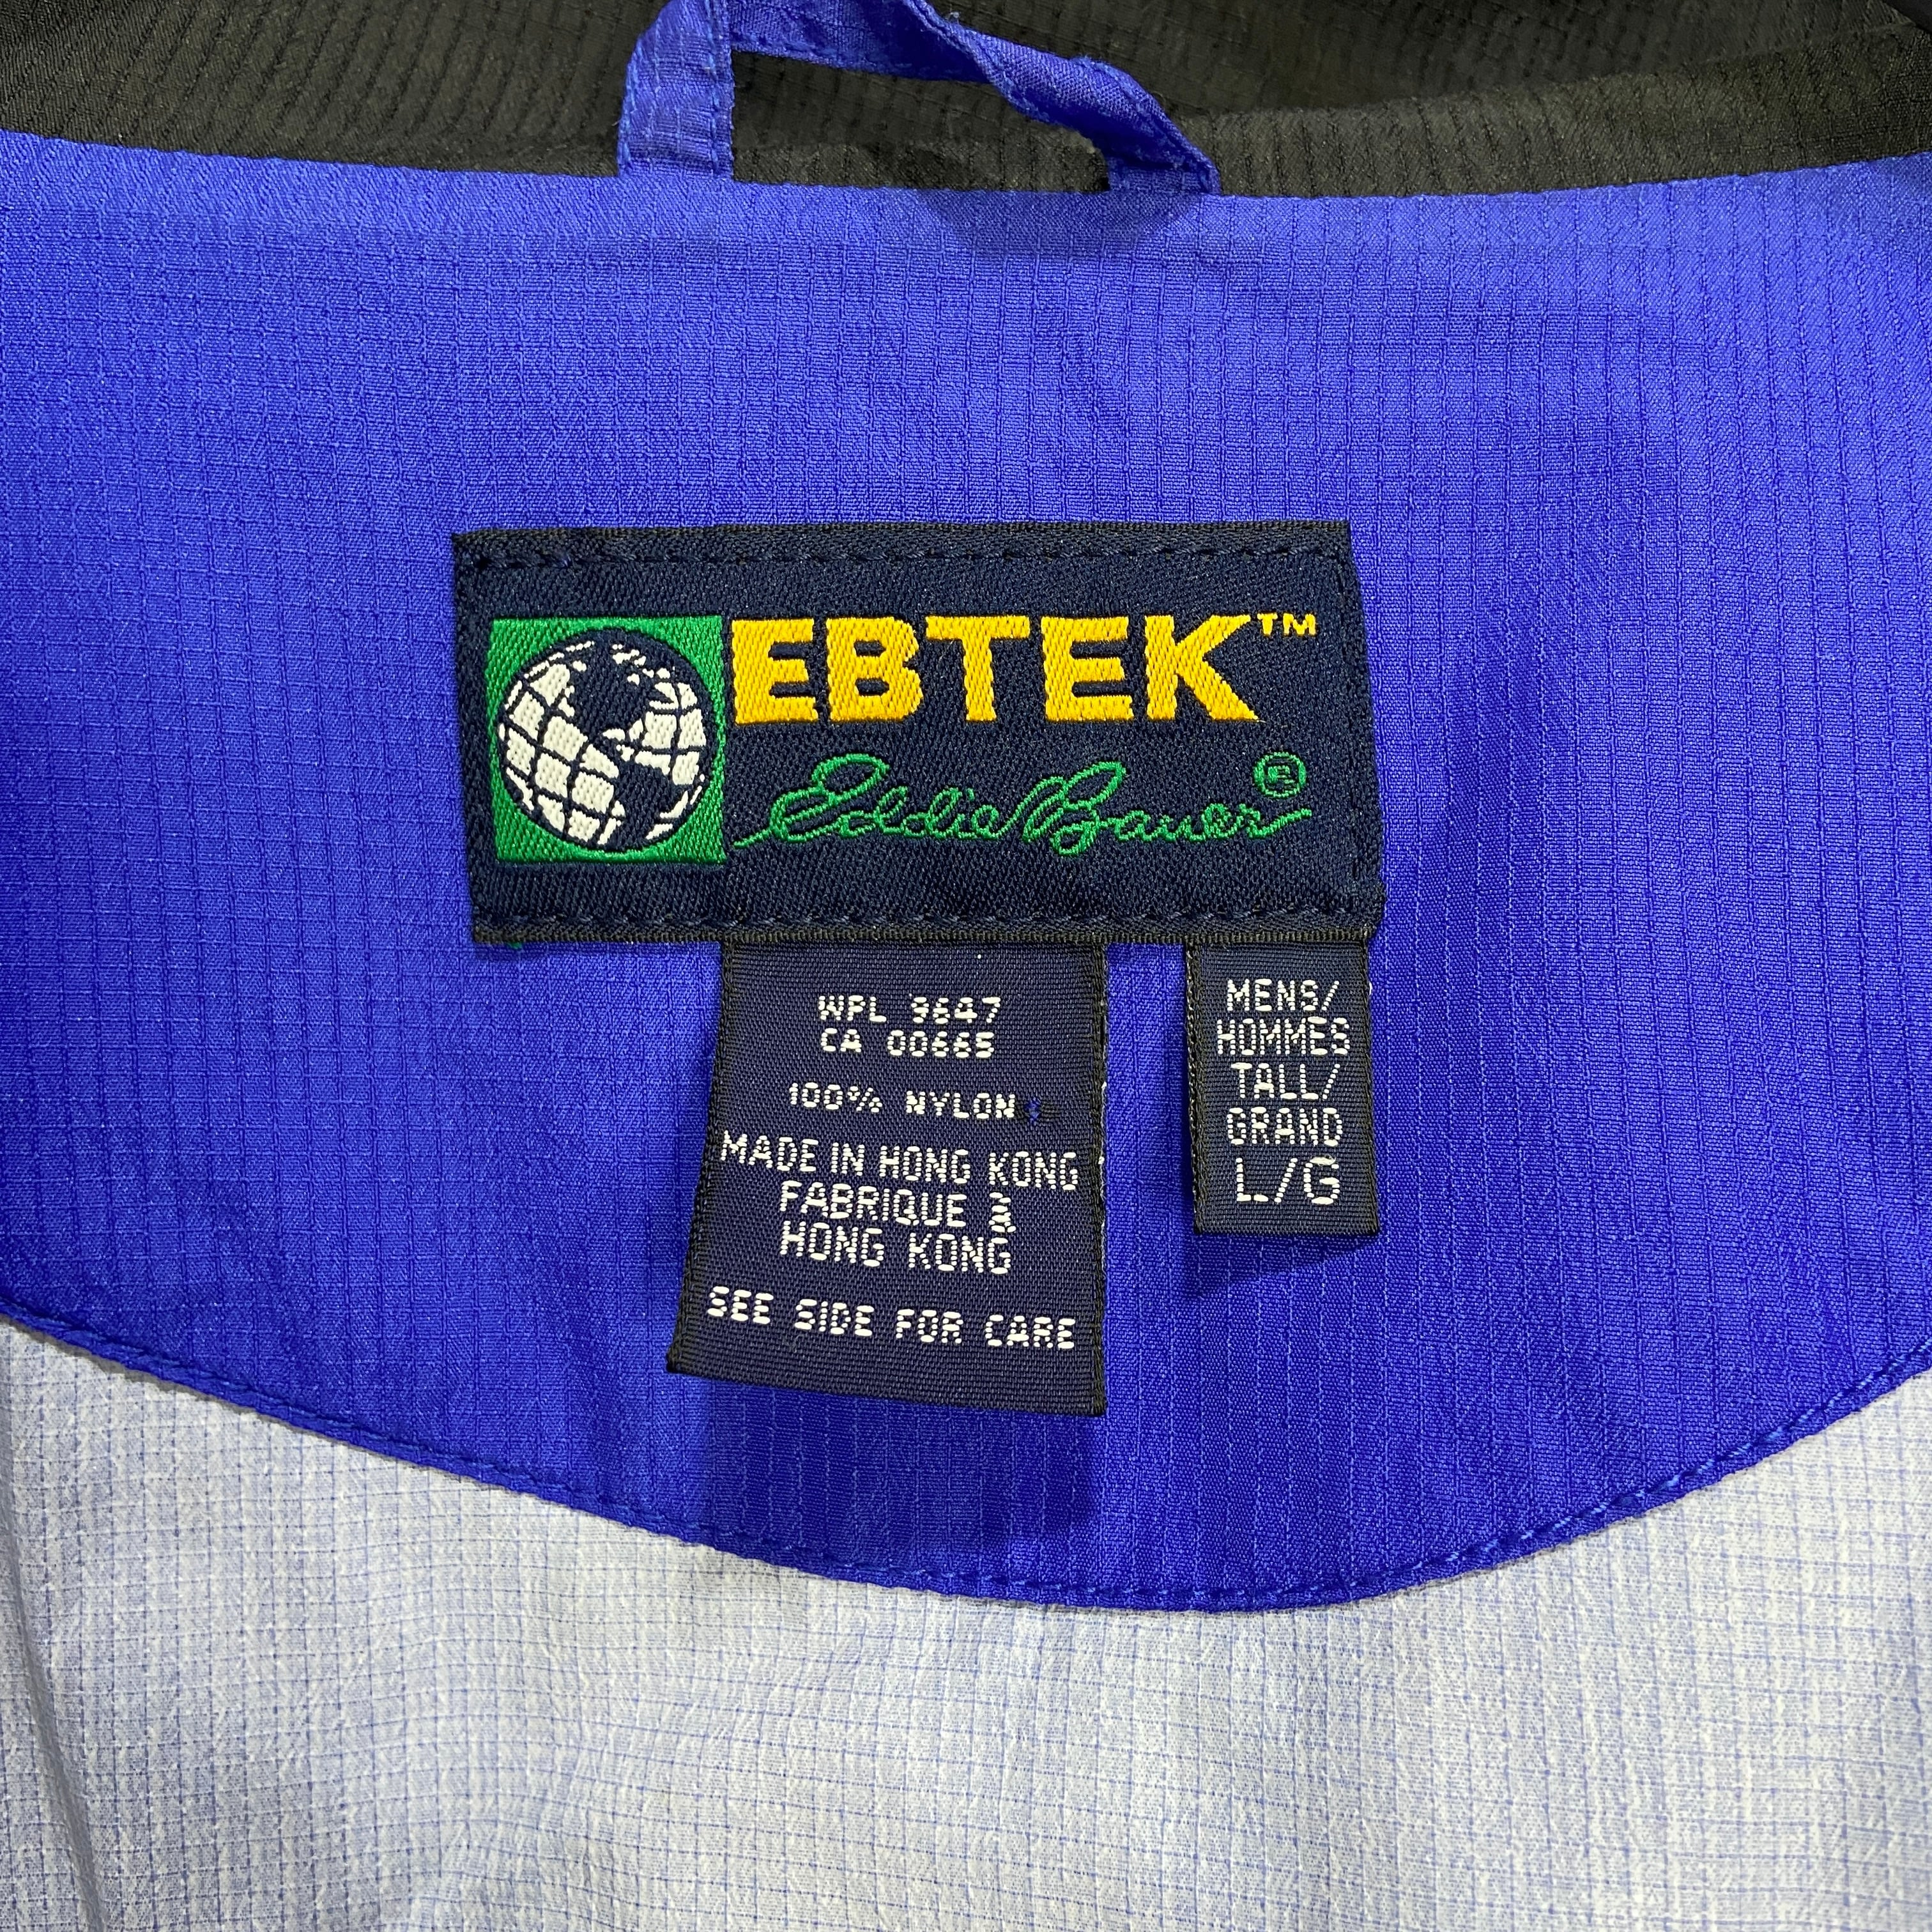 EBTEK™
Eddie Bauer®
WPL 9647
CA 00665
100% NYLON
MADE IN HONG KONG
FABRIQUE À
HONG KONG
SEE SIDE FOR CARE
MENS/
HOMMES
TALL/
GRAND
L/G